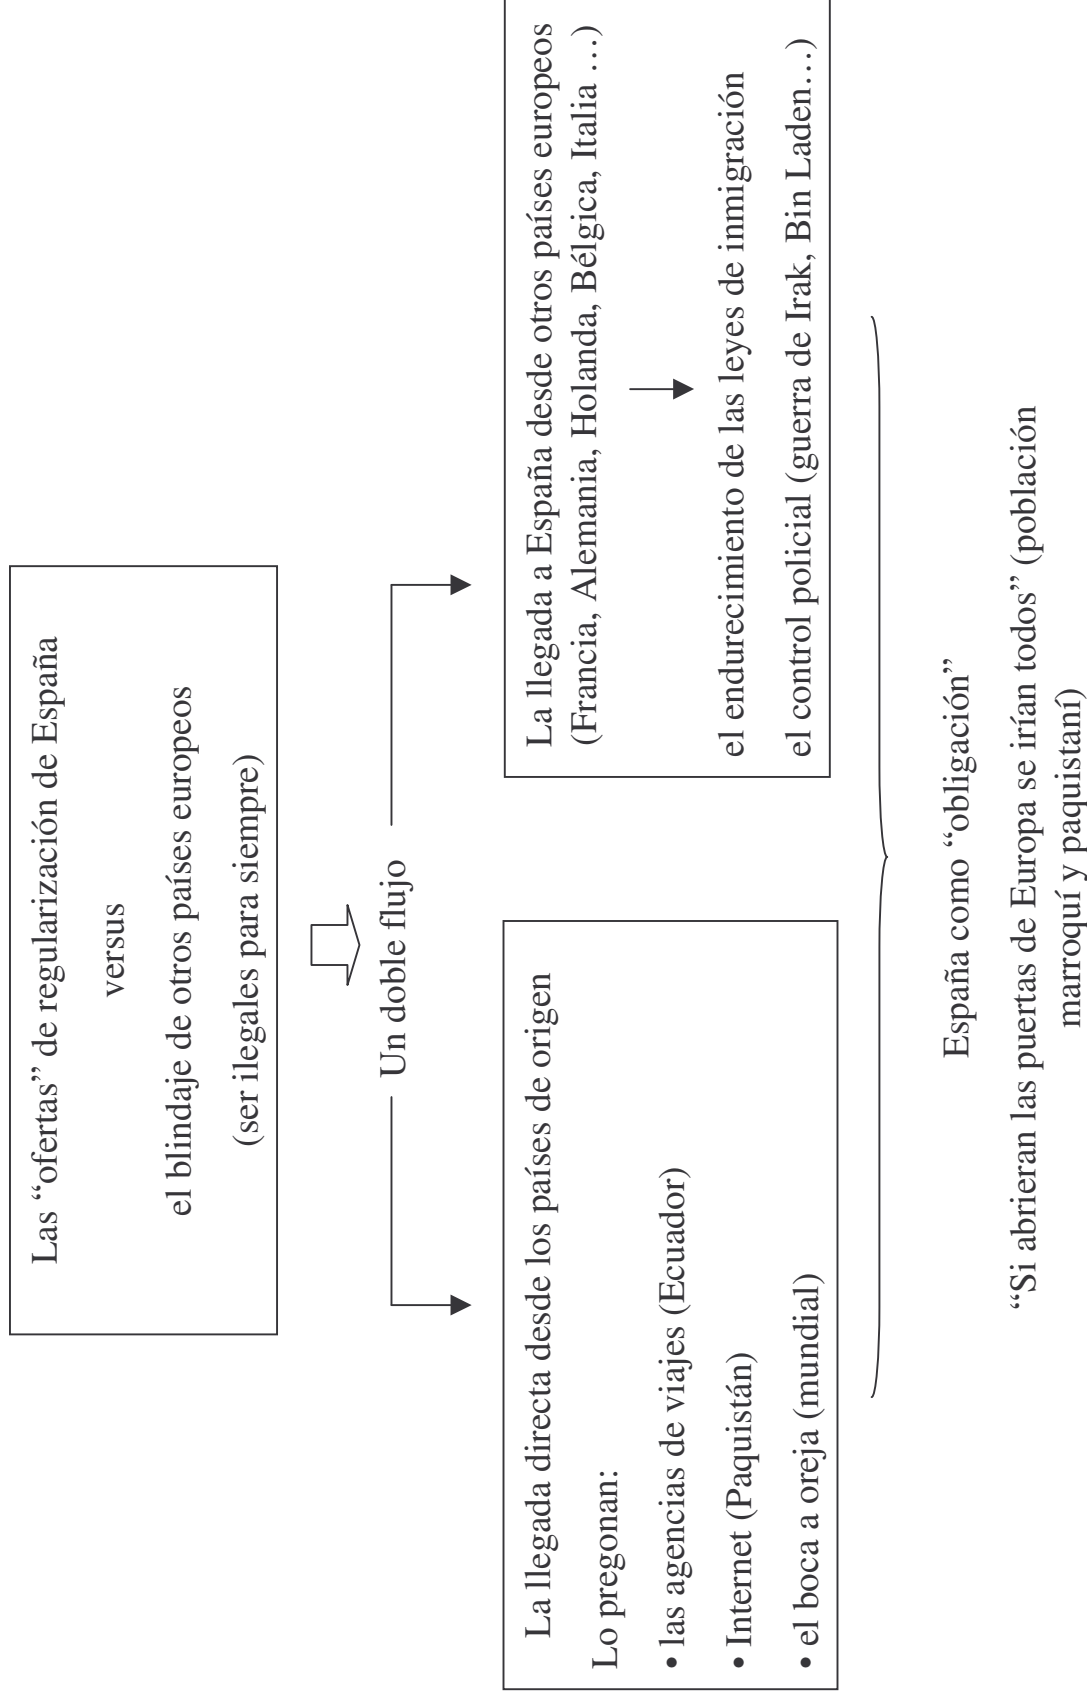 Las “ofertas” de regularización de España
versus
el blindaje de otros países europeos
(ser ilegales para siempre)
Un doble flujo
La llegada directa desde los países de origen
Lo pregonan:
• las agencias de viajes (Ecuador)
• Internet (Paquistán)
• el boca a oreja (mundial)
La llegada a España desde otros países europeos
(Francia, Alemania, Holanda, Bélgica, Italia …)
el endurecimiento de las leyes de inmigración
el control policial (guerra de Irak, Bin Laden…)
España como “obligación”
“Si abrieran las puertas de Europa se irían todos” (población
marroquí y paquistaní)